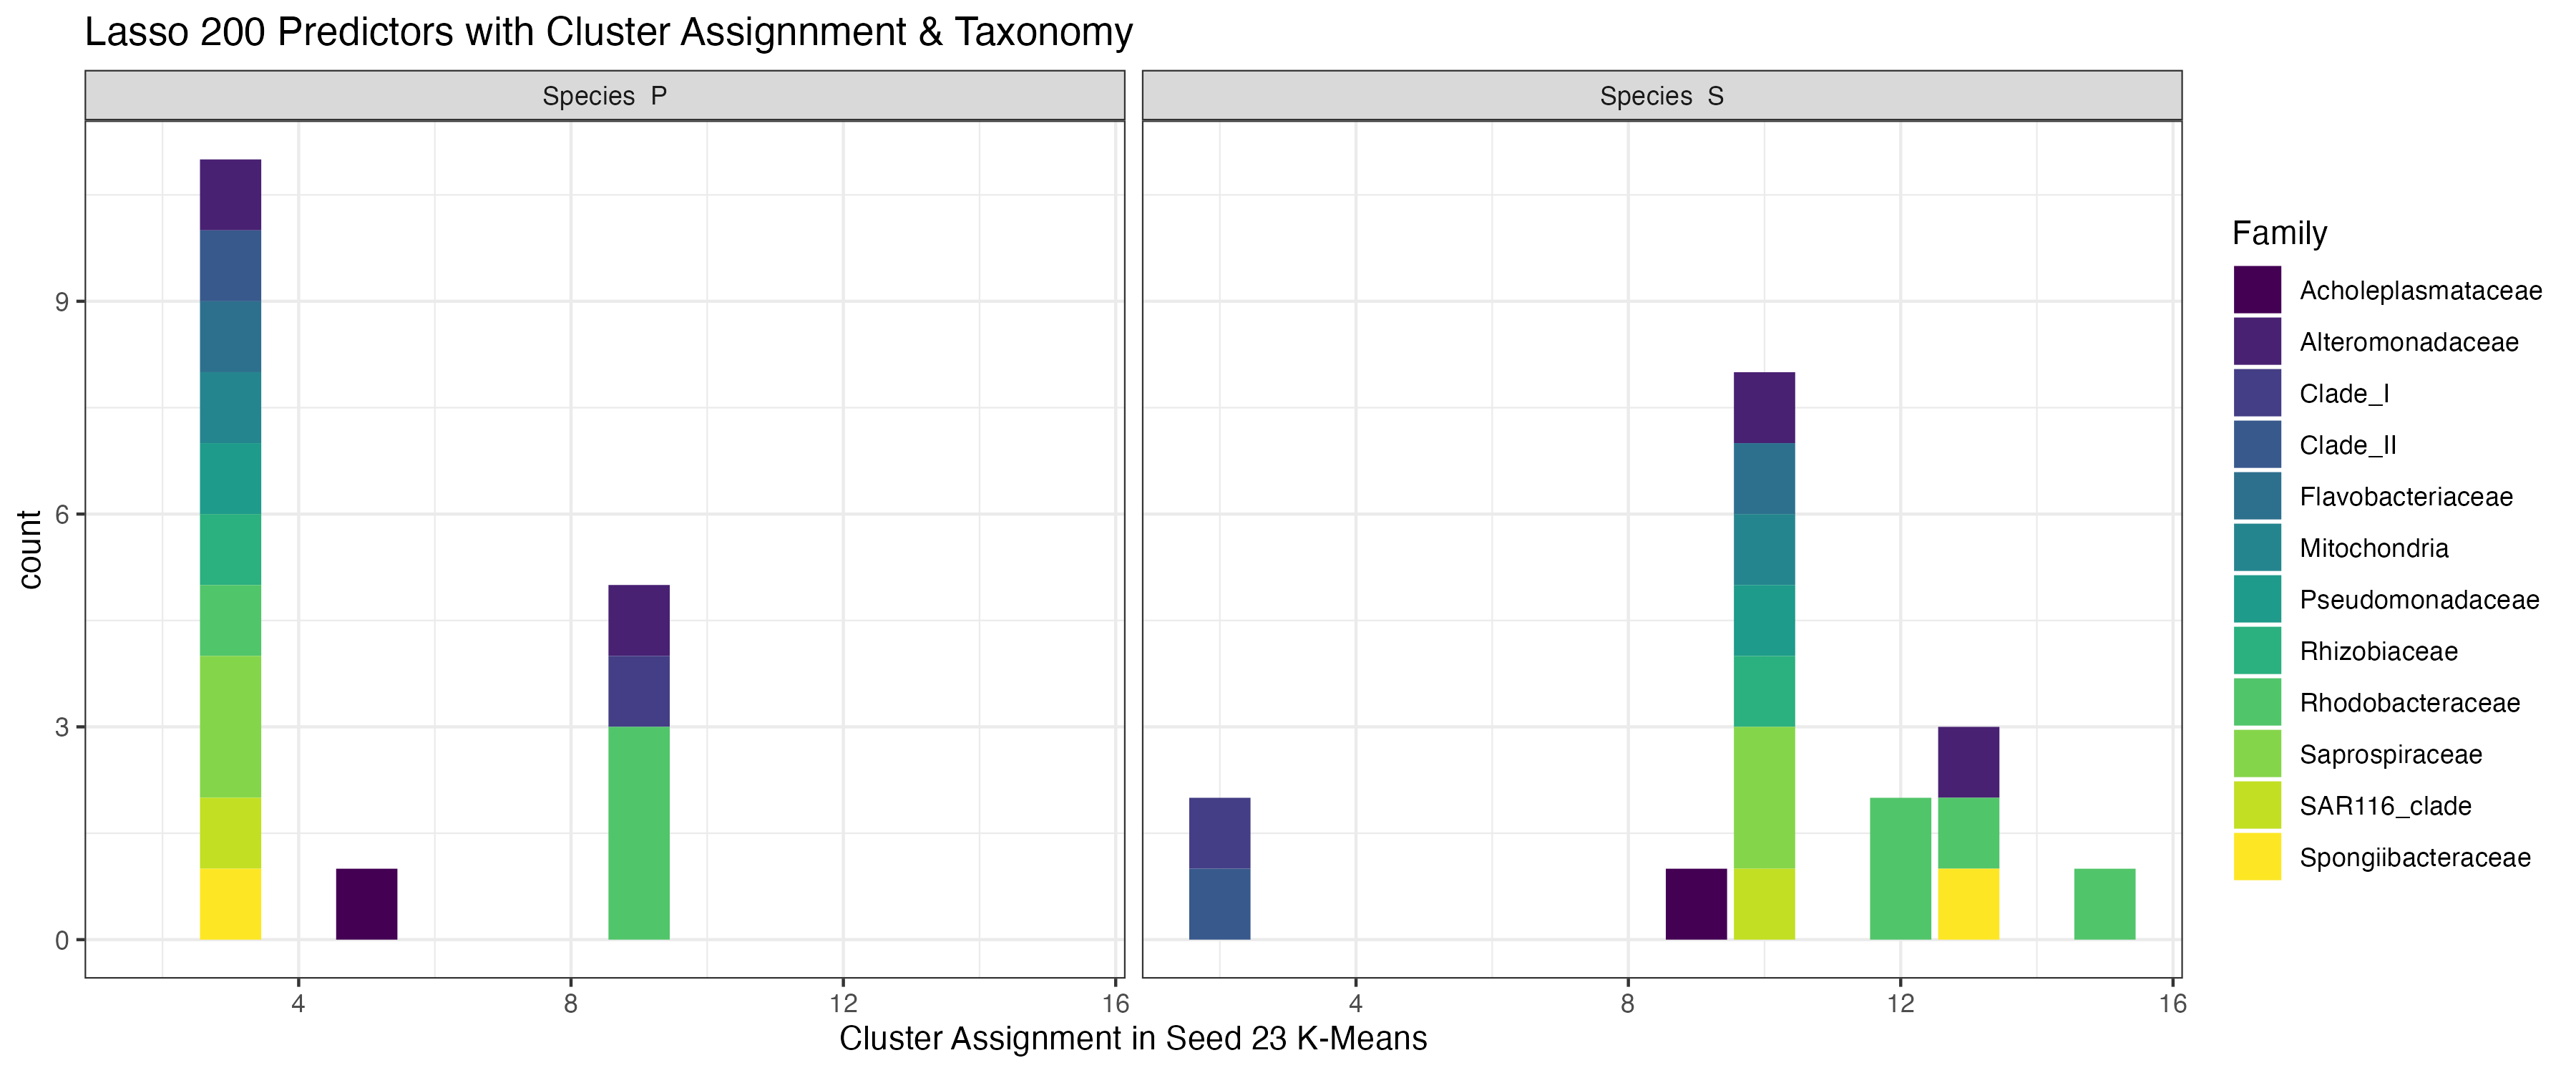 Lasso 200 Predictors with Cluster Assignnment & Taxonomy
Species P
Species S
count
9
6
3
0
4
8
12
16
4
8
12
16
Cluster Assignment in Seed 23 K-Means
Family
Acholeplasmataceae
Alteromonadaceae
Clade_I
Clade_II
Flavobacteriaceae
Mitochondria
Pseudomonadaceae
Rhizobiaceae
Rhodobacteraceae
Saprospiraceae
SAR116_clade
Spongiibacteraceae